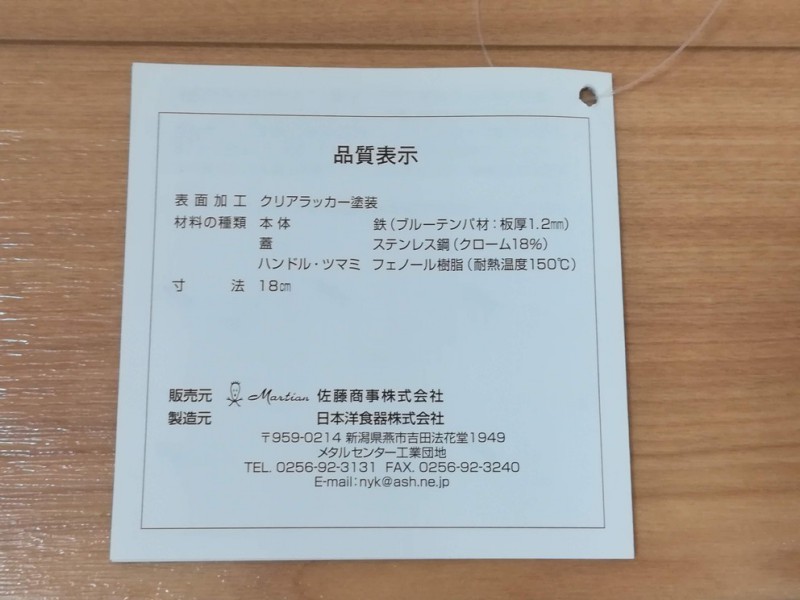 品質表示
表面加工 クリアラッカー塗装
材料の種類 本体 鉄(ブルーテンパ材:板厚1.2㎜)
蓋 ステンレス鋼(クローム18%)
ハンドル・ツマミ フェノール樹脂(耐熱温度150℃)
寸法 18㎝
販売元 Martian 佐藤商事株式会社
製造元 日本洋食器株式会社
〒959-0214 新潟県燕市吉田法花堂1949
メタルセンター工業団地
TEL. 0256-92-3131 FAX. 0256-92-3240
E-mail:nyk@ash.ne.jp